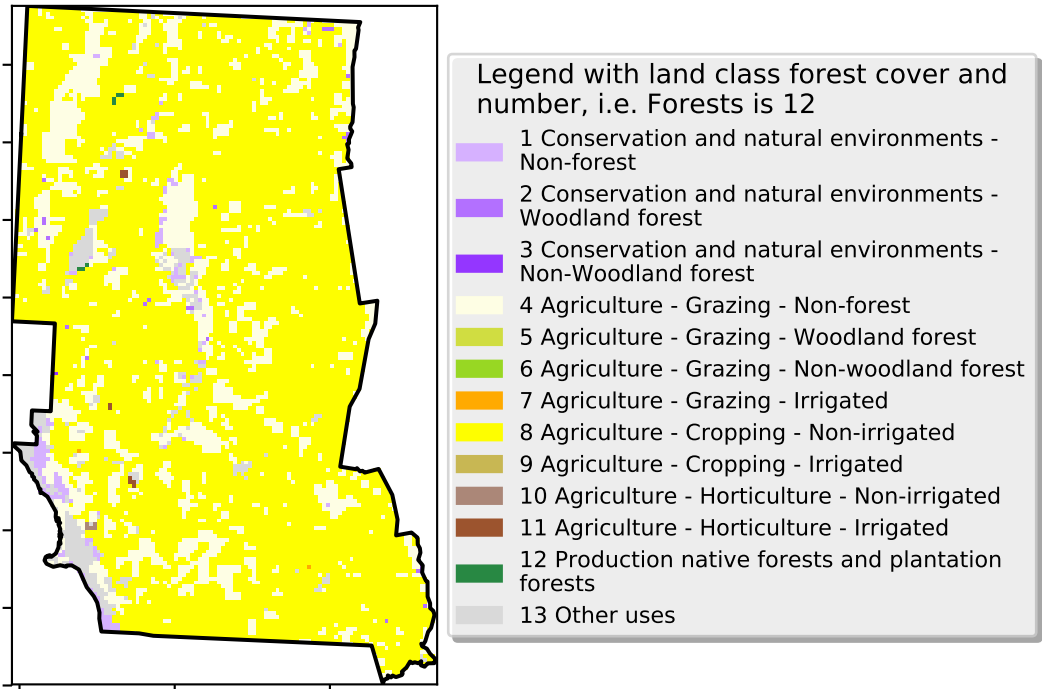 Legend with land class forest cover and
number, i.e. Forests is 12
1 Conservation and natural environments -
Non-forest
2 Conservation and natural environments -
Woodland forest
3 Conservation and natural environments -
Non-Woodland forest
4 Agriculture - Grazing - Non-forest
5 Agriculture - Grazing - Woodland forest
6 Agriculture - Grazing - Non-woodland forest
7 Agriculture - Grazing - Irrigated
8 Agriculture - Cropping - Non-irrigated
9 Agriculture - Cropping - Irrigated
10 Agriculture - Horticulture - Non-irrigated
11 Agriculture - Horticulture - Irrigated
12 Production native forests and plantation
forests
13 Other uses